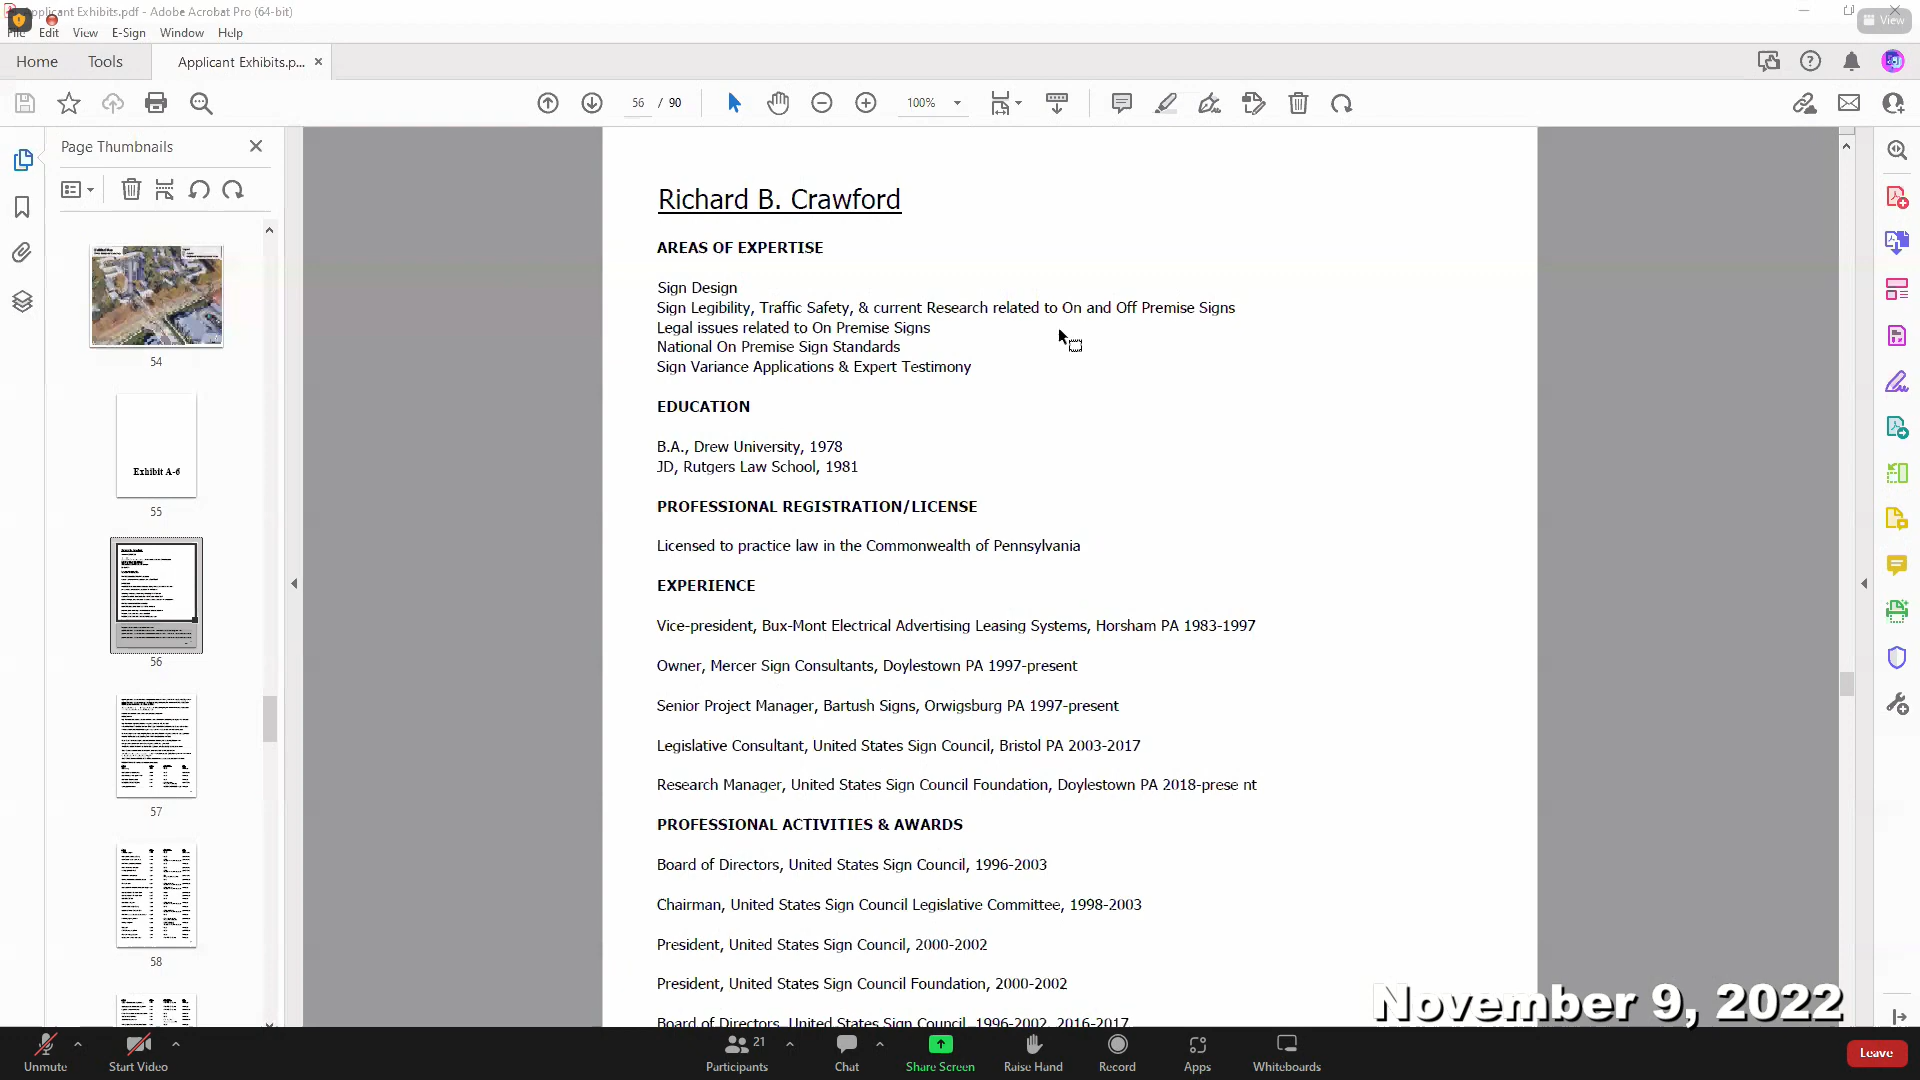 Applicant Exhibits.pdf - Adobe Acrobat Pro (64-bit)
View
File Edit View E-Sign Window Help
Home Tools Applicant Exhibits.p... ×
56 / 90 100%
Page Thumbnails
54
Exhibit A-6
55
56
57
58
Richard B. Crawford
AREAS OF EXPERTISE
Sign Design
Sign Legibility, Traffic Safety, & current Research related to On and Off Premise Signs
Legal issues related to On Premise Signs
National On Premise Sign Standards
Sign Variance Applications & Expert Testimony
EDUCATION
B.A., Drew University, 1978
JD, Rutgers Law School, 1981
PROFESSIONAL REGISTRATION/LICENSE
Licensed to practice law in the Commonwealth of Pennsylvania
EXPERIENCE
Vice-president, Bux-Mont Electrical Advertising Leasing Systems, Horsham PA 1983-1997
Owner, Mercer Sign Consultants, Doylestown PA 1997-present
Senior Project Manager, Bartush Signs, Orwigsburg PA 1997-present
Legislative Consultant, United States Sign Council, Bristol PA 2003-2017
Research Manager, United States Sign Council Foundation, Doylestown PA 2018-prese nt
PROFESSIONAL ACTIVITIES & AWARDS
Board of Directors, United States Sign Council, 1996-2003
Chairman, United States Sign Council Legislative Committee, 1998-2003
President, United States Sign Council, 2000-2002
President, United States Sign Council Foundation, 2000-2002
Board of Directors, United States Sign Council, 1996-2002, 2016-2017
November 9, 2022
Unmute Start Video Participants 21 Chat Share Screen Raise Hand Record Apps Whiteboards Leave